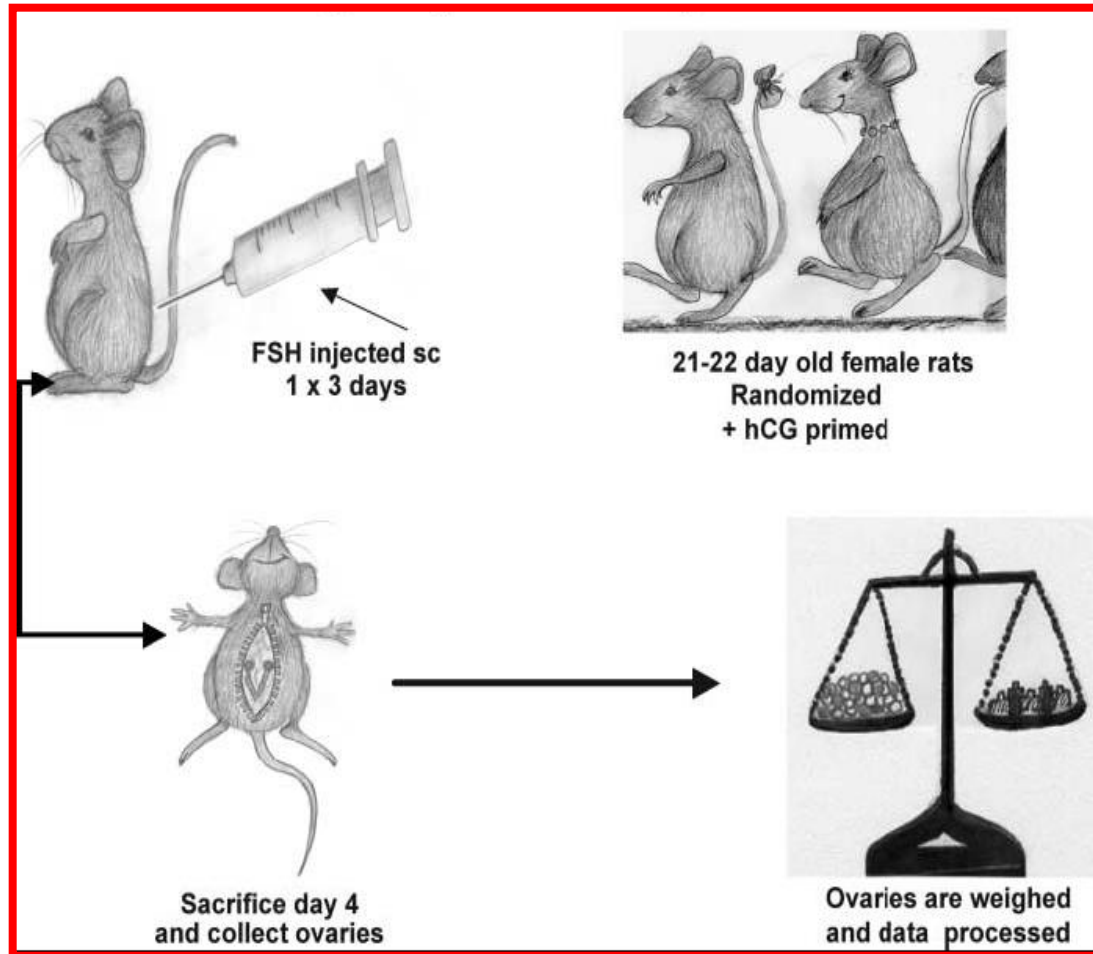 FSH injected sc
1 x 3 days
21-22 day old female rats
Randomized
+ hCG primed
Sacrifice day 4
and collect ovaries
Ovaries are weighed
and data processed